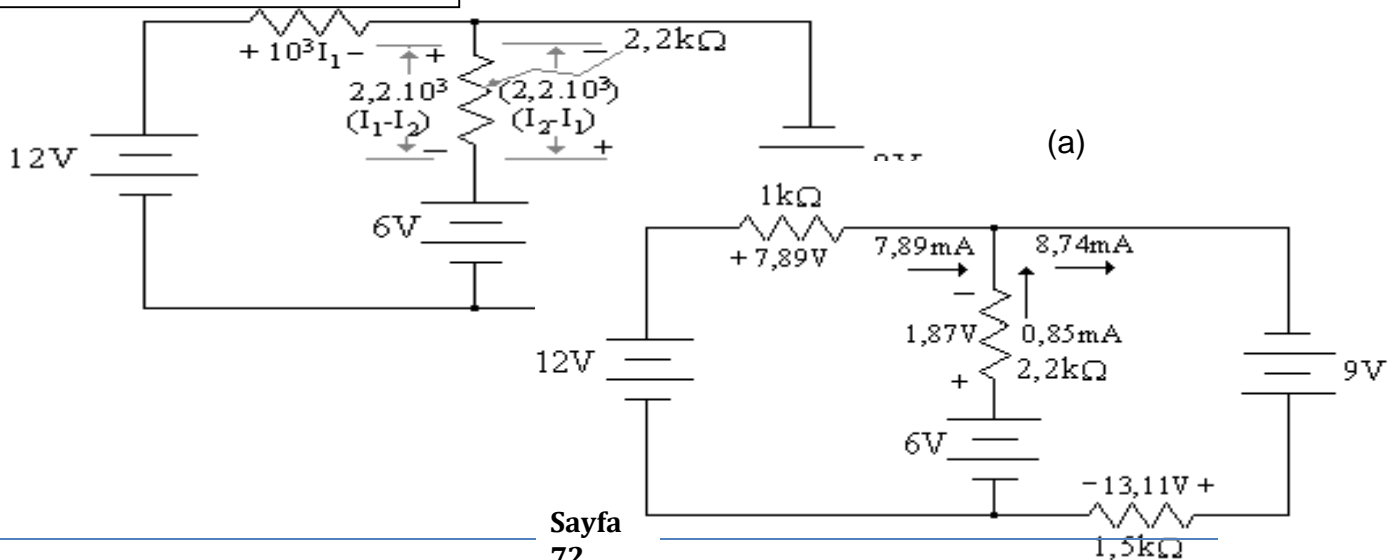 + 10³I₁ −
+
−
2,2kΩ
2,2.10³
(I₁-I₂)
−
(2,2.10³)
(I₂-I₁)
+
12V
6V
(a)
1kΩ
+ 7,89V
7,89mA
8,74mA
−
1,87V
0,85mA
2,2kΩ
+
12V
9V
6V
− 13,11V +
1,5kΩ
Sayfa
72